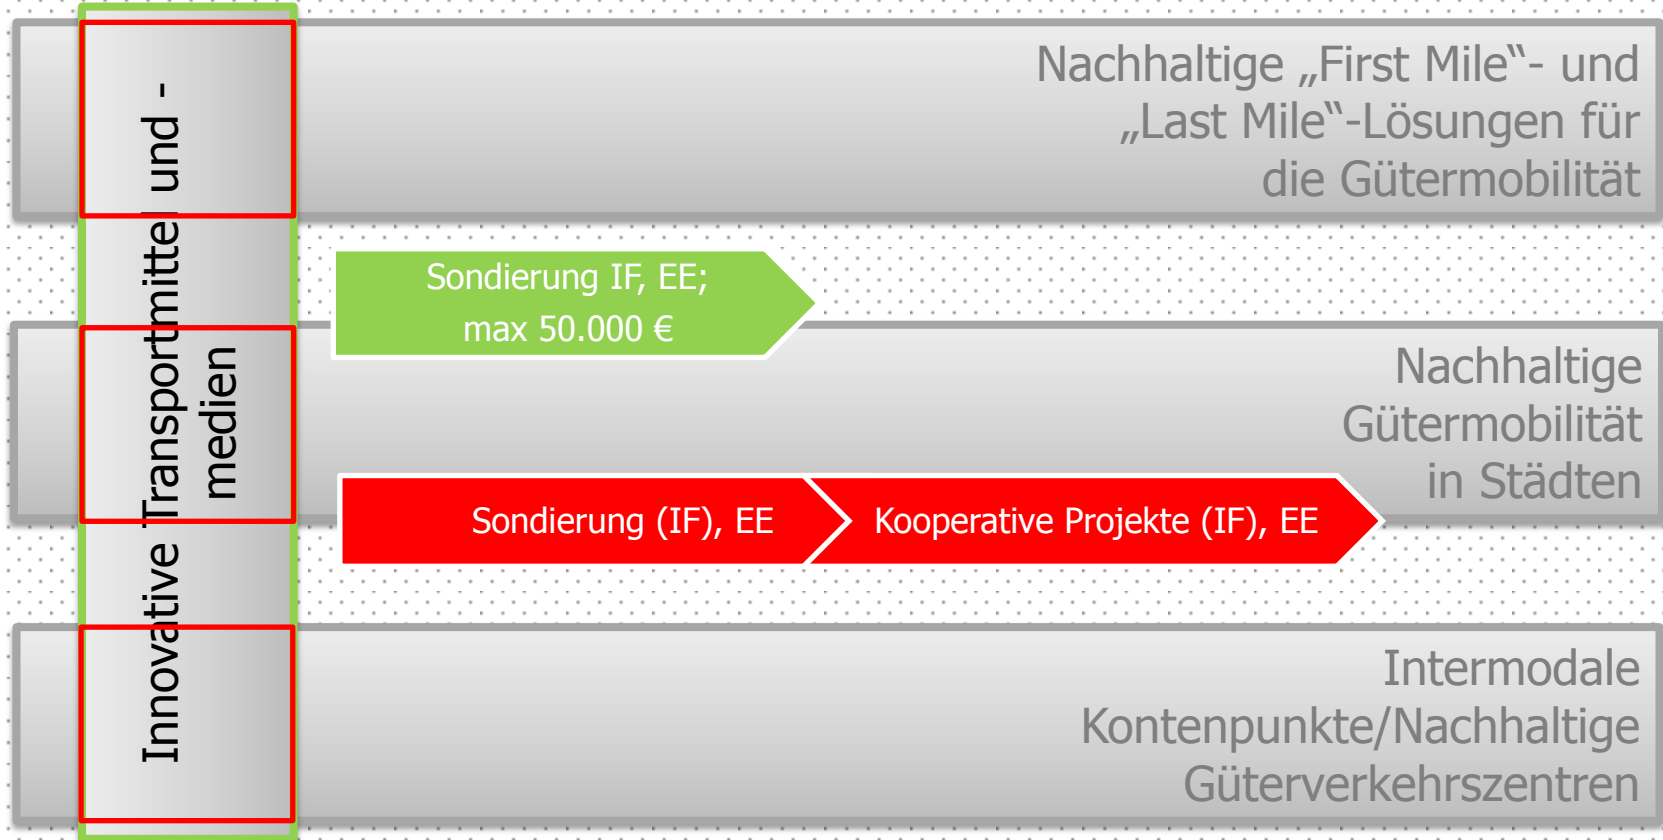 Innovative Transportmittel und -
medien
Nachhaltige „First Mile“- und
„Last Mile“-Lösungen für
die Gütermobilität
Sondierung IF, EE;
max 50.000 €
Nachhaltige
Gütermobilität
in Städten
Sondierung (IF), EE
Kooperative Projekte (IF), EE
Intermodale
Kontenpunkte/Nachhaltige
Güterverkehrszentren